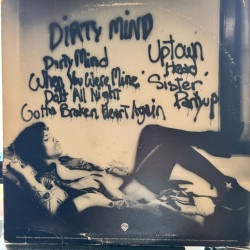 DIRTY MIND
Dirty Mind
When You Were Mine
Do It All Night
Gotta Broken Heart Again
Uptown
Head
"Sister"
Partyup